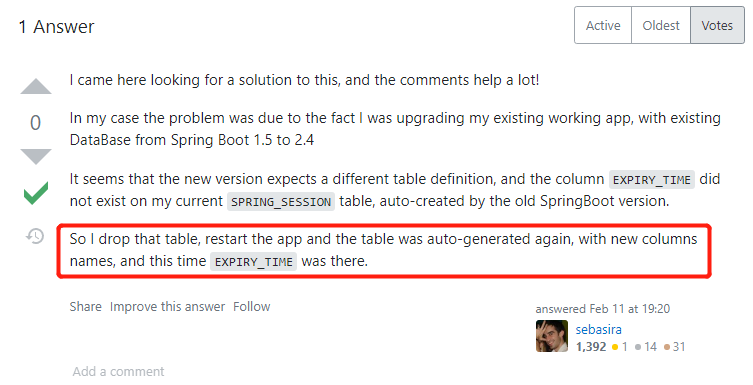 1 Answer
Active Oldest Votes
I came here looking for a solution to this, and the comments help a lot!
0
In my case the problem was due to the fact I was upgrading my existing working app, with existing
DataBase from Spring Boot 1.5 to 2.4
It seems that the new version expects a different table definition, and the column EXPIRY_TIME did
not exist on my current SPRING_SESSION table, auto-created by the old SpringBoot version.
So I drop that table, restart the app and the table was auto-generated again, with new columns
names, and this time EXPIRY_TIME was there.
Share Improve this answer Follow
answered Feb 11 at 19:20
sebasira
1,392 1 14 31
Add a comment